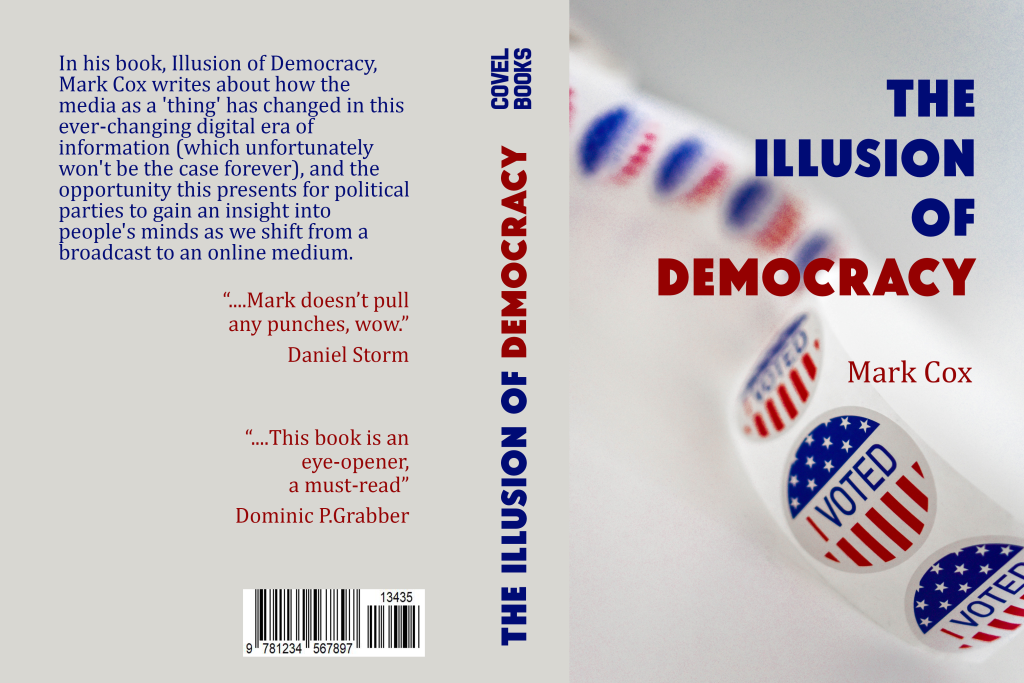 In his book, Illusion of Democracy,
Mark Cox writes about how the
media as a 'thing' has changed in this
ever-changing digital era of
information (which unfortunately
won't be the case forever), and the
opportunity this presents for political
parties to gain an insight into
people's minds as we shift from a
broadcast to an online medium.
“....Mark doesn’t pull
any punches, wow.”
Daniel Storm
“....This book is an
eye-opener,
a must-read”
Dominic P.Grabber
13435
9 781234 567897
COVEL
BOOKS
THE ILLUSION OF DEMOCRACY
THE
ILLUSION
OF
DEMOCRACY
Mark Cox
VOTED
I VOTED
I VOTED